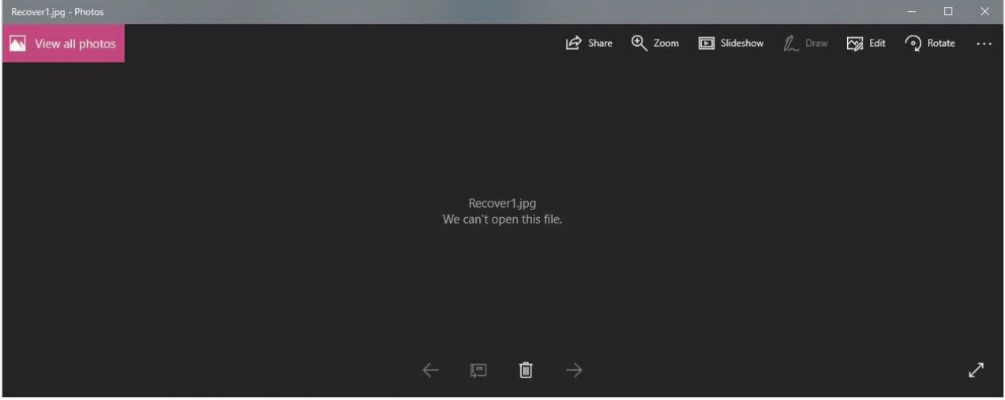 Recover1.jpg - Photos
View all photos
Share Zoom Slideshow Draw Edit Rotate
Recover1.jpg
We can't open this file.